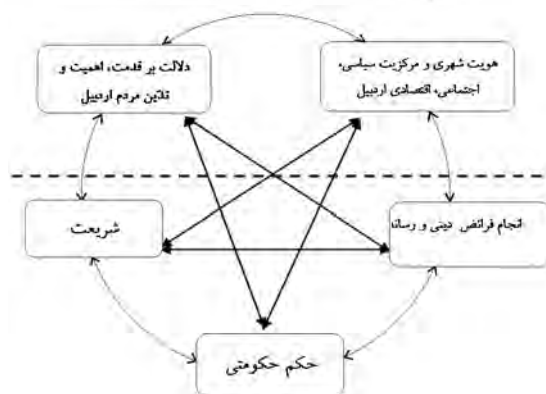 هویت شهری و مرکزیت سیاسی،
اجتماعی، اقتصادی اردبیل
دلالت بر قدمت، اهمیت و
تدین مردم اردبیل
انجام فرائض دینی و رسانه
شریعت
حکم حکومتی